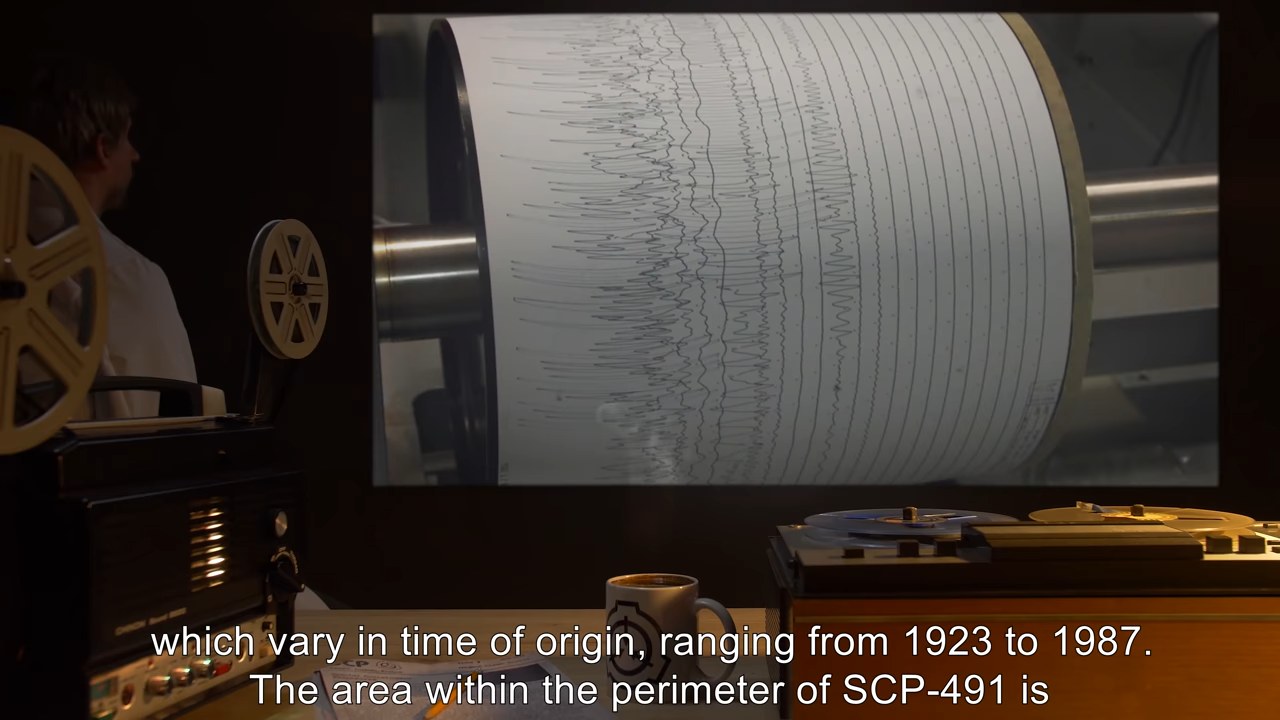 which vary in time of origin, ranging from 1923 to 1987.
The area within the perimeter of SCP-491 is